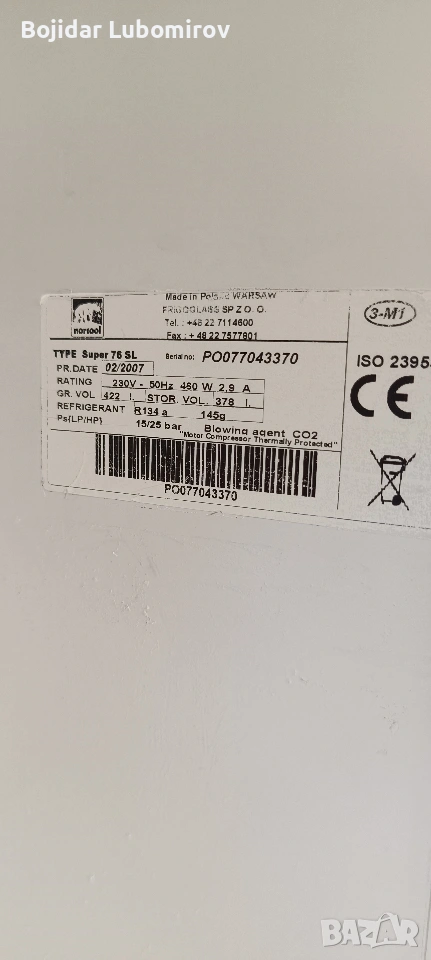 Bojidar Lubomirov
norcool
Made in Poland WARSAW
FRIGOGLASS SP Z O. O.
Tel. : +48 22 7114600
Fax : + 48 22 7577801
3-M1
TYPE Super 76 SL Serial no: PO077043370
PR.DATE 02/2007
ISO 2395
RATING 230V - 50Hz 460 W 2,9 A
GR. VOL 422 l. STOR. VOL. 378 l.
CE
REFRIGERANT R134 a 145g
Ps(LP/HP) 15/25 bar Blowing agent CO2
"Motor Compressor Thermally Protected"
PO077043370
BAZAR